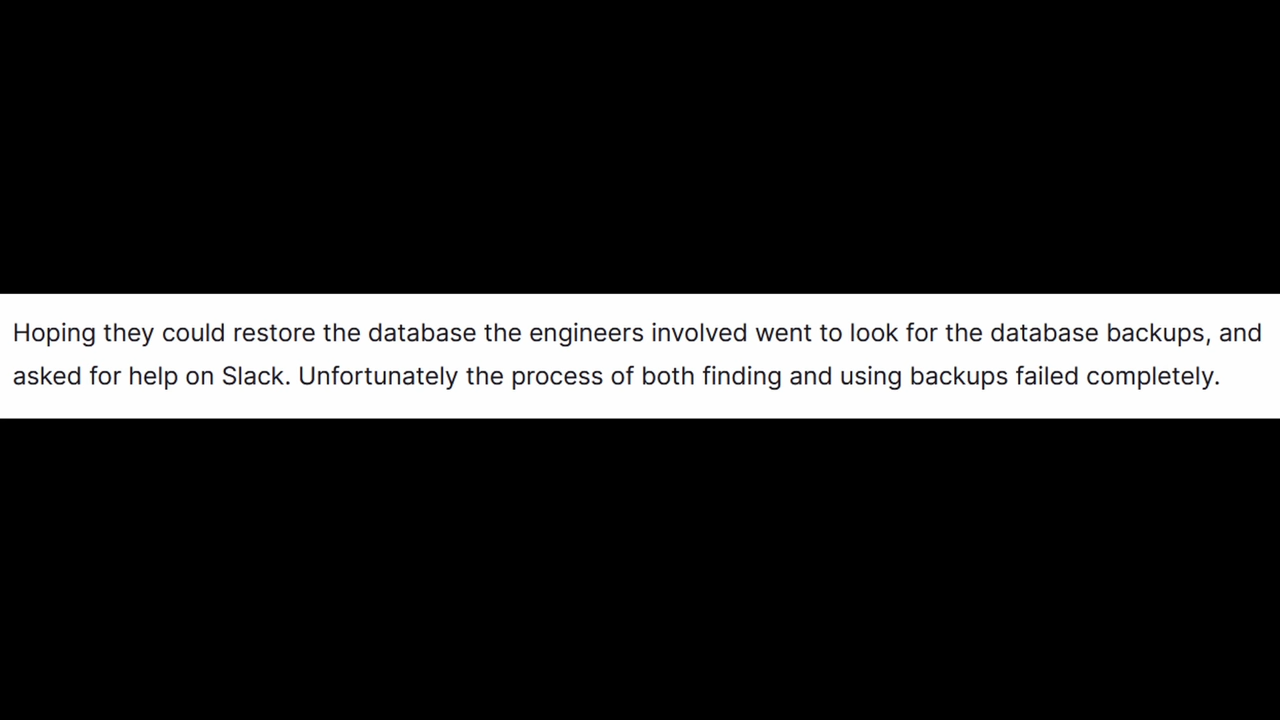 Hoping they could restore the database the engineers involved went to look for the database backups, and
asked for help on Slack. Unfortunately the process of both finding and using backups failed completely.